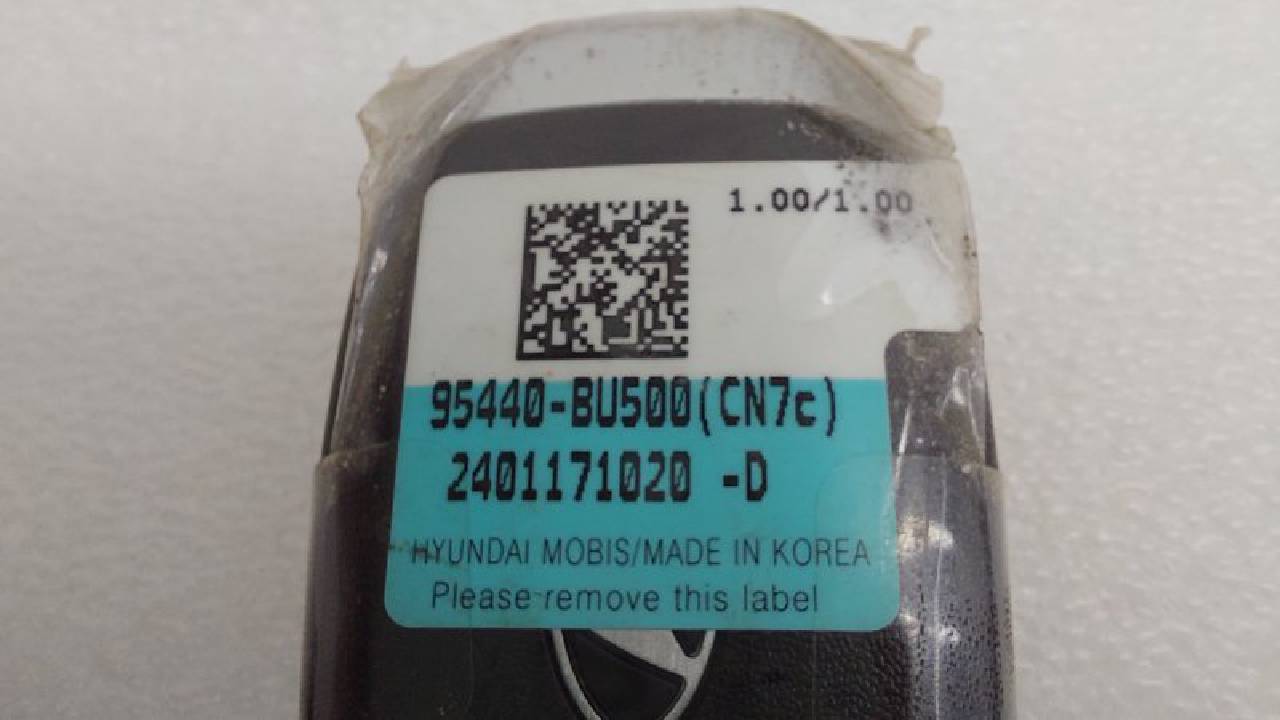 1.00/1.00
95440-BU500(CN7c)
2401171020 -D
HYUNDAI MOBIS/MADE IN KOREA
Please remove this label